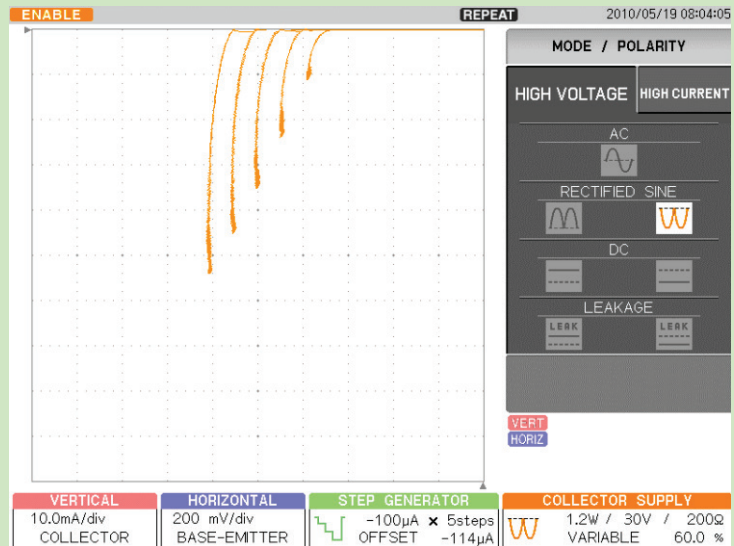 ENABLE REPEAT 2010/05/19 08:04:05
MODE / POLARITY
HIGH VOLTAGE HIGH CURRENT
AC
RECTIFIED SINE
DC
LEAKAGE
LEAK LEAK
VERT
HORIZ
VERTICAL HORIZONTAL STEP GENERATOR COLLECTOR SUPPLY
10.0mA/div 200 mV/div -100µA × 5steps 1.2W / 30V / 200Ω
COLLECTOR BASE-EMITTER OFFSET -114µA VARIABLE 60.0 %